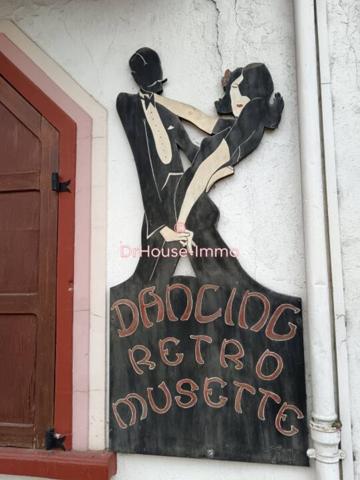 DrHouse-Immo
DANCING
RETRO
MUSETTE